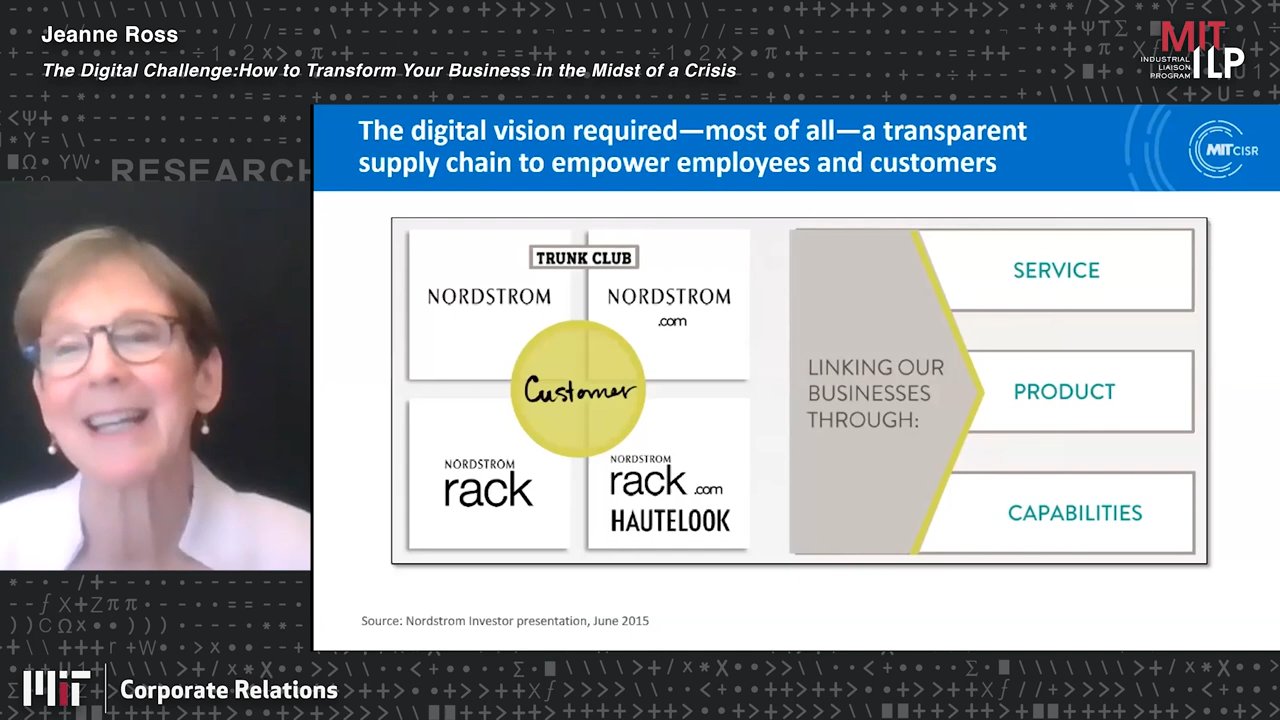 Jeanne Ross
The Digital Challenge:How to Transform Your Business in the Midst of a Crisis
MIT
INDUSTRIAL
LIAISON
PROGRAM
ILP
RESEARCH
The digital vision required—most of all—a transparent
supply chain to empower employees and customers
MIT CISR
TRUNK CLUB
NORDSTROM
NORDSTROM
.com
Customer
NORDSTROM
rack
NORDSTROM
rack .com
HAUTELOOK
LINKING OUR
BUSINESSES
THROUGH:
SERVICE
PRODUCT
CAPABILITIES
Source: Nordstrom Investor presentation, June 2015
MIT
Corporate Relations